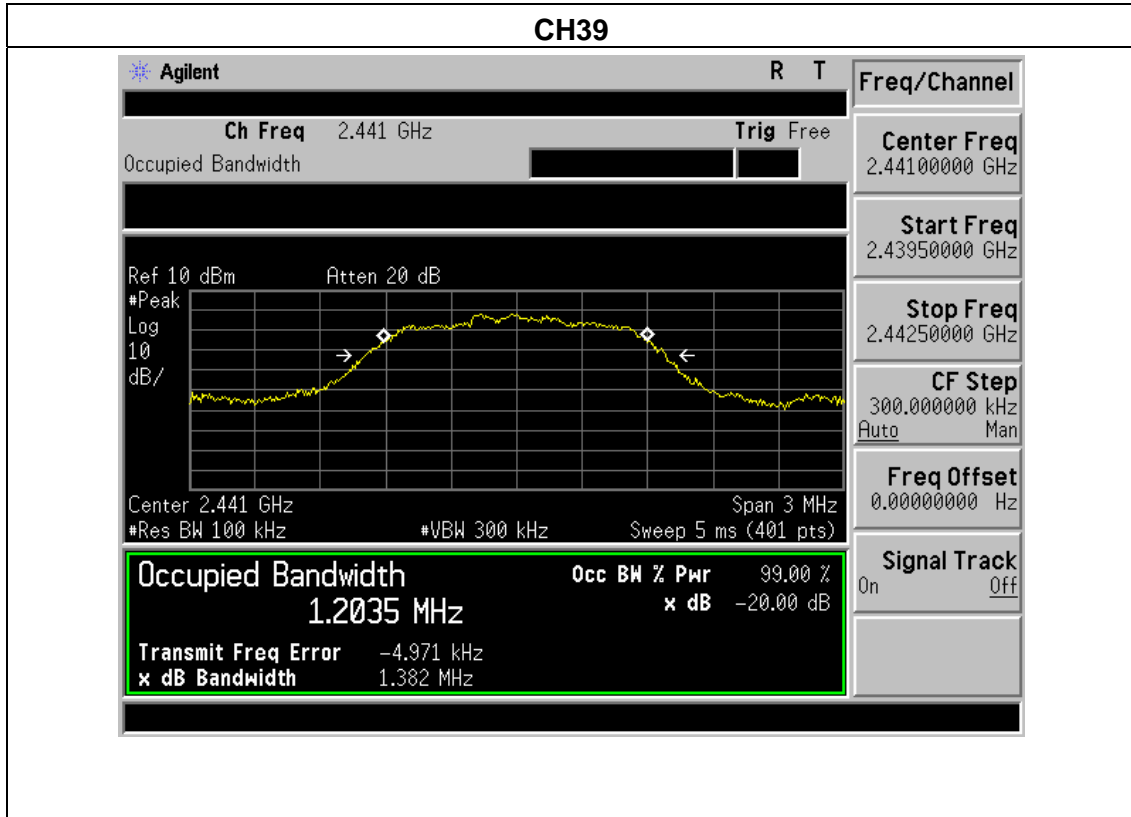 CH39
Agilent R T
Freq/Channel
Ch Freq 2.441 GHz Trig Free
Occupied Bandwidth
Center Freq
2.44100000 GHz
Start Freq
2.43950000 GHz
Stop Freq
2.44250000 GHz
CF Step
300.000000 kHz
Auto Man
Freq Offset
0.00000000 Hz
Signal Track
On Off
Ref 10 dBm Atten 20 dB
#Peak
Log
10
dB/
Center 2.441 GHz Span 3 MHz
#Res BW 100 kHz #VBW 300 kHz Sweep 5 ms (401 pts)
Occupied Bandwidth Occ BW % Pwr 99.00 %
1.2035 MHz x dB -20.00 dB
Transmit Freq Error -4.971 kHz
x dB Bandwidth 1.382 MHz